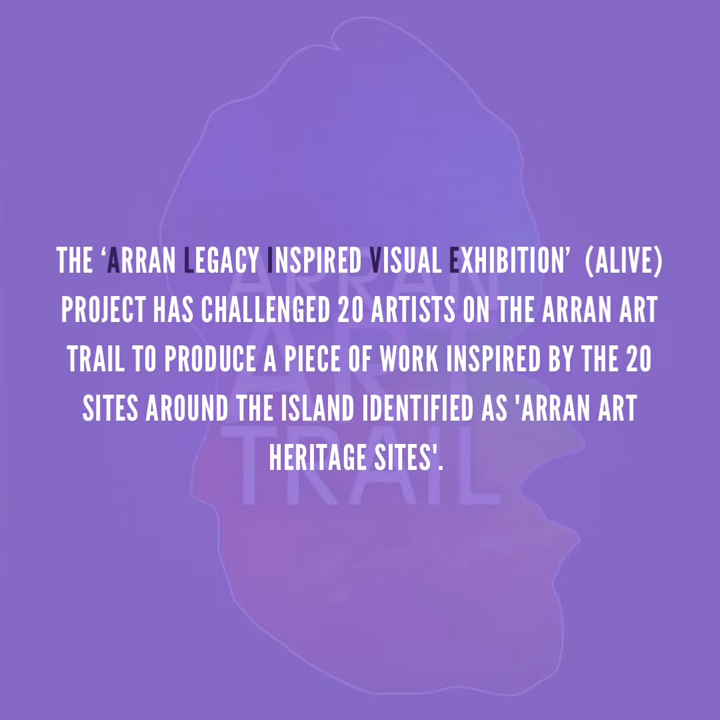 THE ‘ARRAN LEGACY INSPIRED VISUAL EXHIBITION’ (ALIVE)
PROJECT HAS CHALLENGED 20 ARTISTS ON THE ARRAN ART
TRAIL TO PRODUCE A PIECE OF WORK INSPIRED BY THE 20
SITES AROUND THE ISLAND IDENTIFIED AS 'ARRAN ART
HERITAGE SITES'.
ARRAN
ART
TRAIL